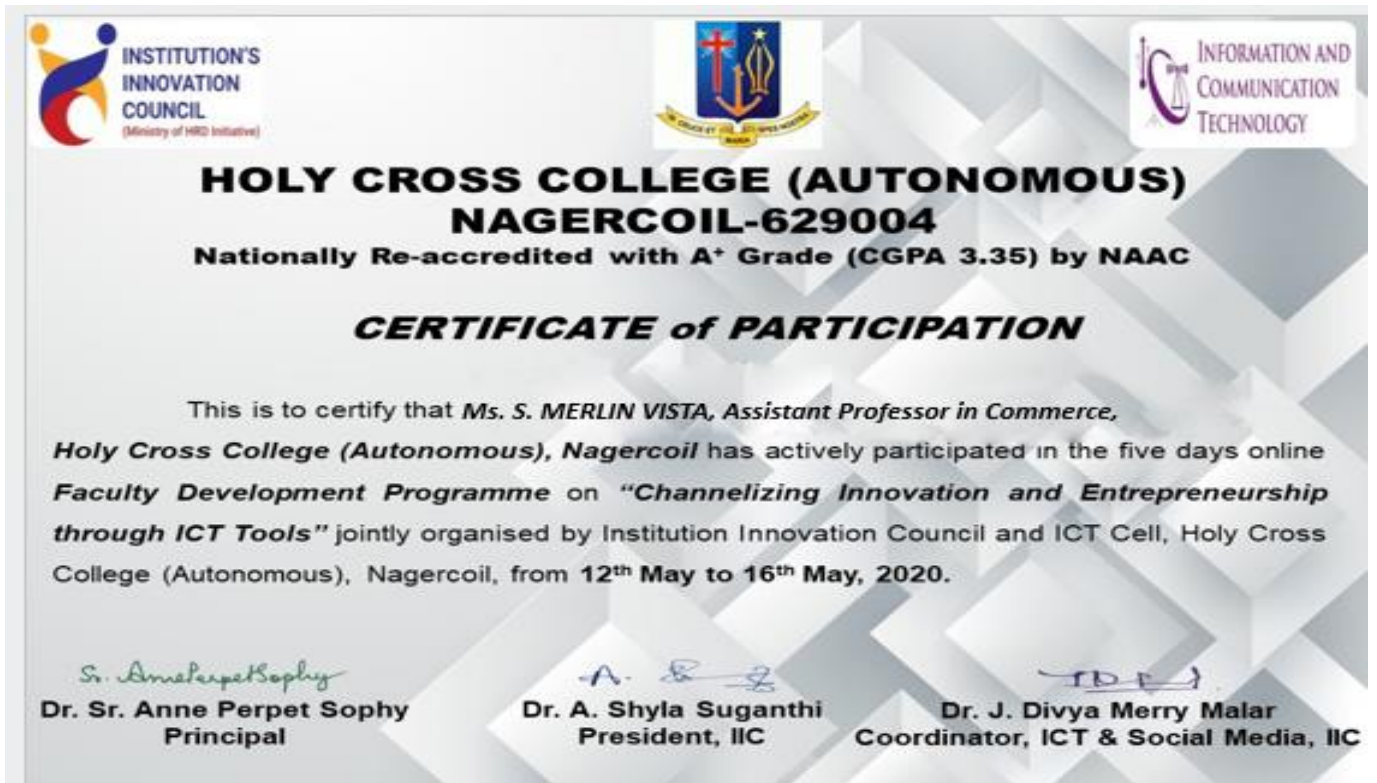 INSTITUTION'S
INNOVATION
COUNCIL
(Ministry of HRD Initiative)
CRUCE ET
MARIA
SPES NOSTRA
INFORMATION AND
COMMUNICATION
TECHNOLOGY
HOLY CROSS COLLEGE (AUTONOMOUS)
NAGERCOIL-629004
Nationally Re-accredited with A⁺ Grade (CGPA 3.35) by NAAC
CERTIFICATE of PARTICIPATION
This is to certify that Ms. S. MERLIN VISTA, Assistant Professor in Commerce,
Holy Cross College (Autonomous), Nagercoil has actively participated in the five days online
Faculty Development Programme on “Channelizing Innovation and Entrepreneurship
through ICT Tools” jointly organised by Institution Innovation Council and ICT Cell, Holy Cross
College (Autonomous), Nagercoil, from 12ᵗʰ May to 16ᵗʰ May, 2020.
Sr. AnnePerpetSophy
Dr. Sr. Anne Perpet Sophy
Principal
Dr. A. Shyla Suganthi
President, IIC
Dr. J. Divya Merry Malar
Coordinator, ICT & Social Media, IIC